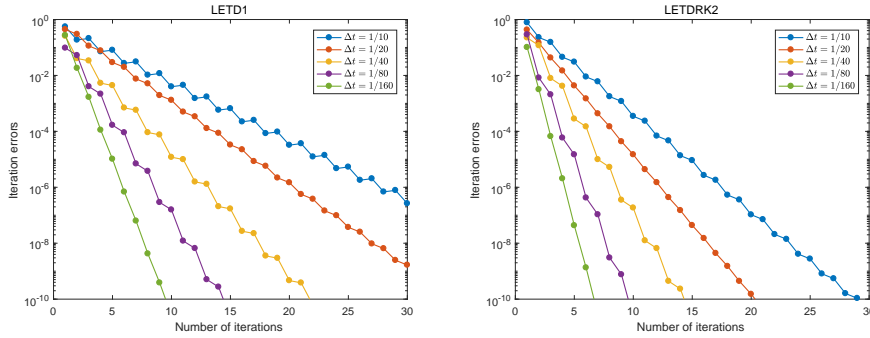 LETD1
Iteration errors
10^0
10^-2
10^-4
10^-6
10^-8
10^-10
0 5 10 15 20 25 30
Number of iterations
Δt = 1/10
Δt = 1/20
Δt = 1/40
Δt = 1/80
Δt = 1/160
LETDRK2
Iteration errors
10^0
10^-2
10^-4
10^-6
10^-8
10^-10
0 5 10 15 20 25 30
Number of iterations
Δt = 1/10
Δt = 1/20
Δt = 1/40
Δt = 1/80
Δt = 1/160